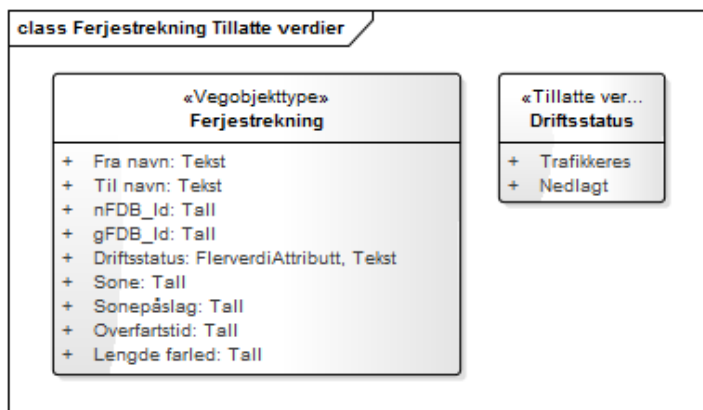 class Ferjestrekning Tillatte verdier
«Vegobjekttype»
Ferjestrekning
+ Fra navn: Tekst
+ Til navn: Tekst
+ nFDB_Id: Tall
+ gFDB_Id: Tall
+ Driftsstatus: FlerverdiAttributt, Tekst
+ Sone: Tall
+ Sonepåslag: Tall
+ Overfartstid: Tall
+ Lengde farled: Tall
«Tillatte ver...
Driftsstatus
+ Trafikkeres
+ Nedlagt